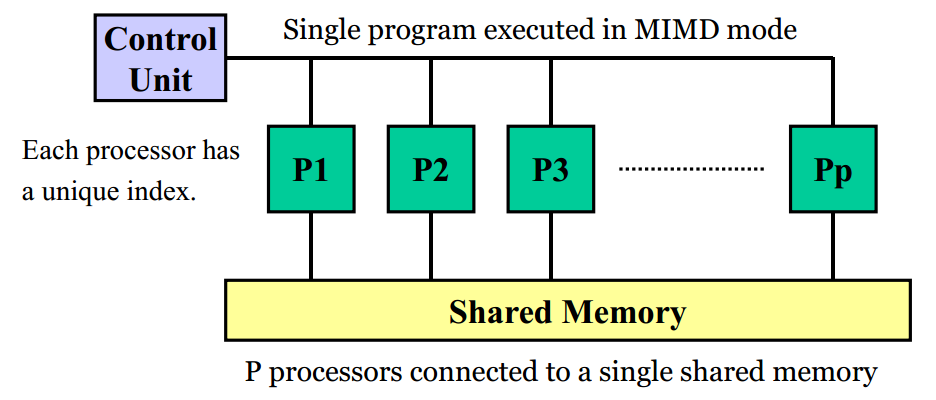 Single program executed in MIMD mode
Control
Unit
Each processor has
a unique index.
P1
P2
P3
Pp
Shared Memory
P processors connected to a single shared memory